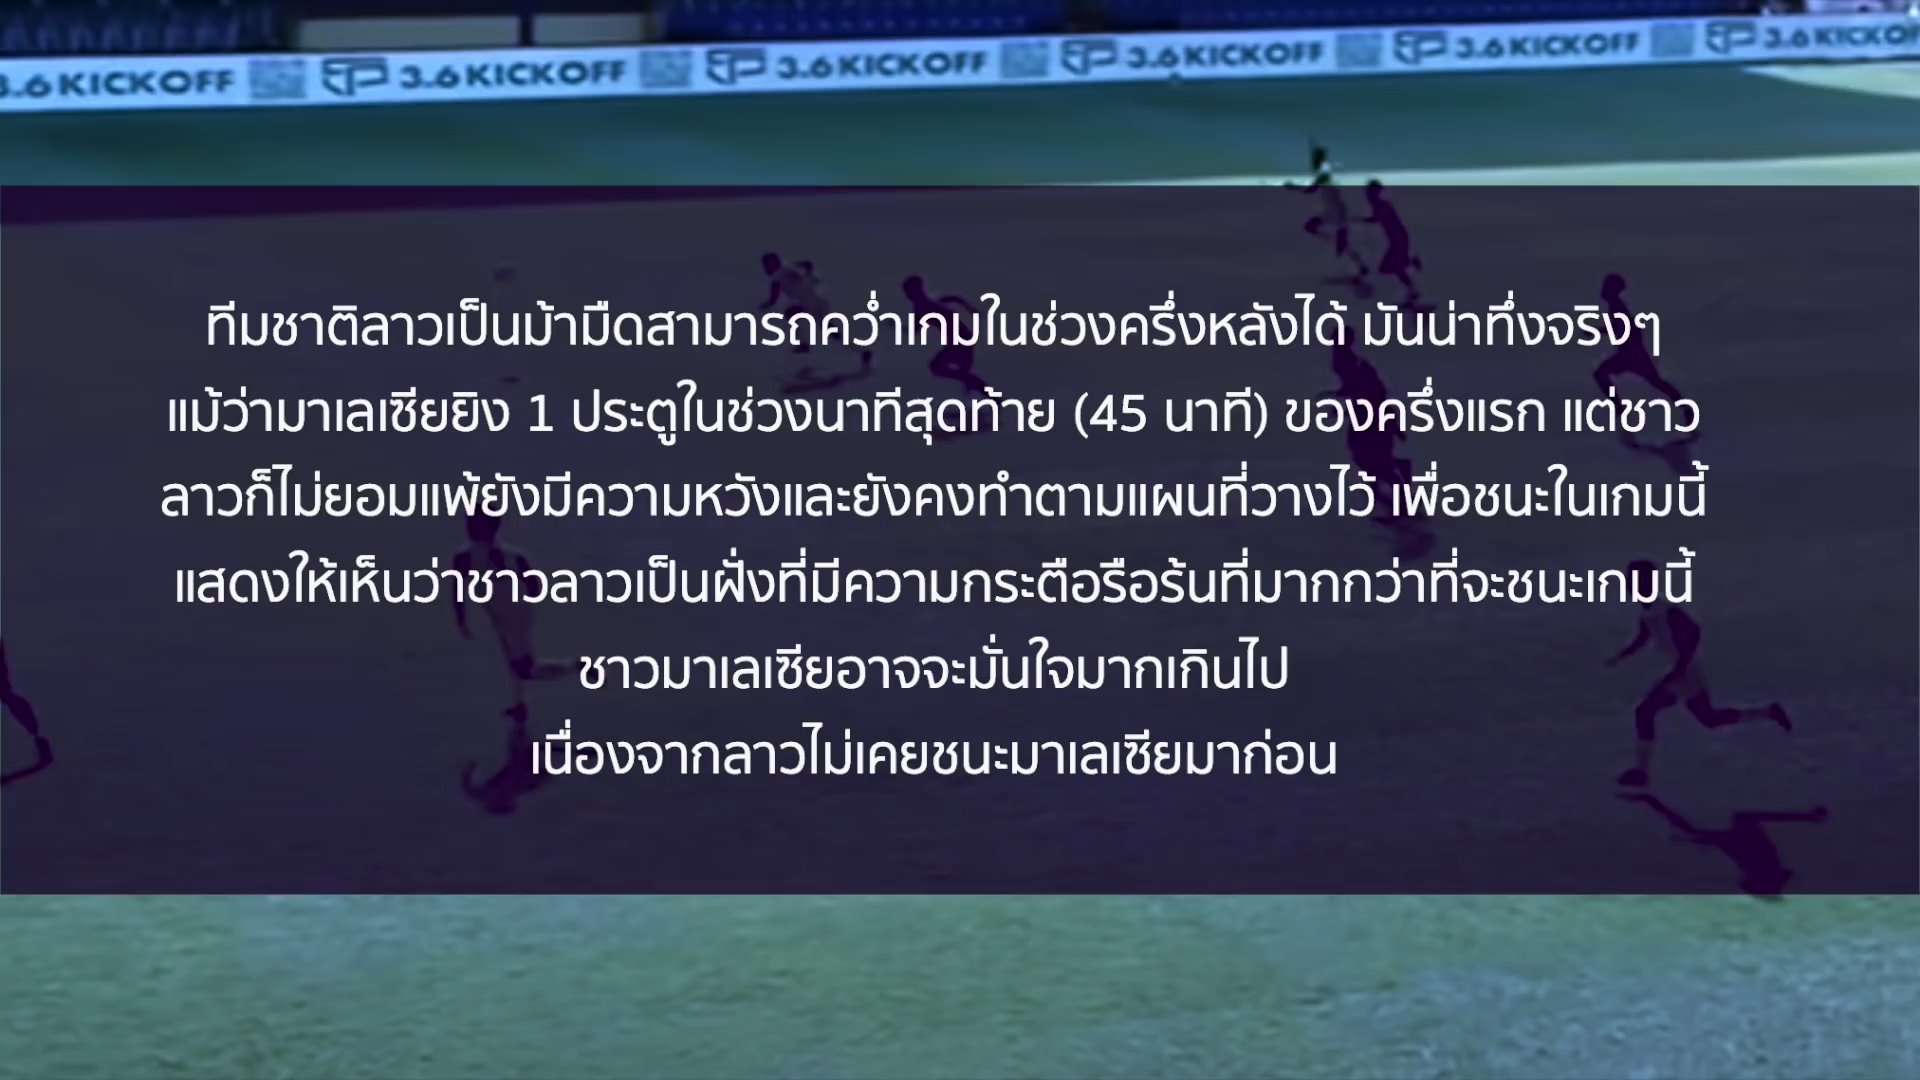 3.6 KICKOFF 3.6 KICKOFF 3.6 KICKOFF 3.6 KICKOFF 3.6 KICKOFF
ทีมชาติลาวเป็นม้ามืดสามารถคว่ำเกมในช่วงครึ่งหลังได้ มันน่าทึ่งจริงๆ
แม้ว่ามาเลเซียยิง 1 ประตูในช่วงนาทีสุดท้าย (45 นาที) ของครึ่งแรก แต่ชาว
ลาวก็ไม่ยอมแพ้ยังมีความหวังและยังคงทำตามแผนที่วางไว้ เพื่อชนะในเกมนี้
แสดงให้เห็นว่าชาวลาวเป็นฝั่งที่มีความกระตือรือร้นที่มากกว่าที่จะชนะเกมนี้
ชาวมาเลเซียอาจจะมั่นใจมากเกินไป
เนื่องจากลาวไม่เคยชนะมาเลเซียมาก่อน